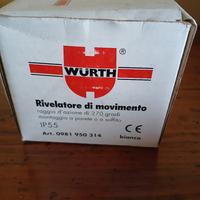 WÜRTH
Rivelatore di movimento
raggio d'azione di 270 gradi
montaggio a parete o a soffitto
IP55
Art. 0981 950 314
CE
bianco